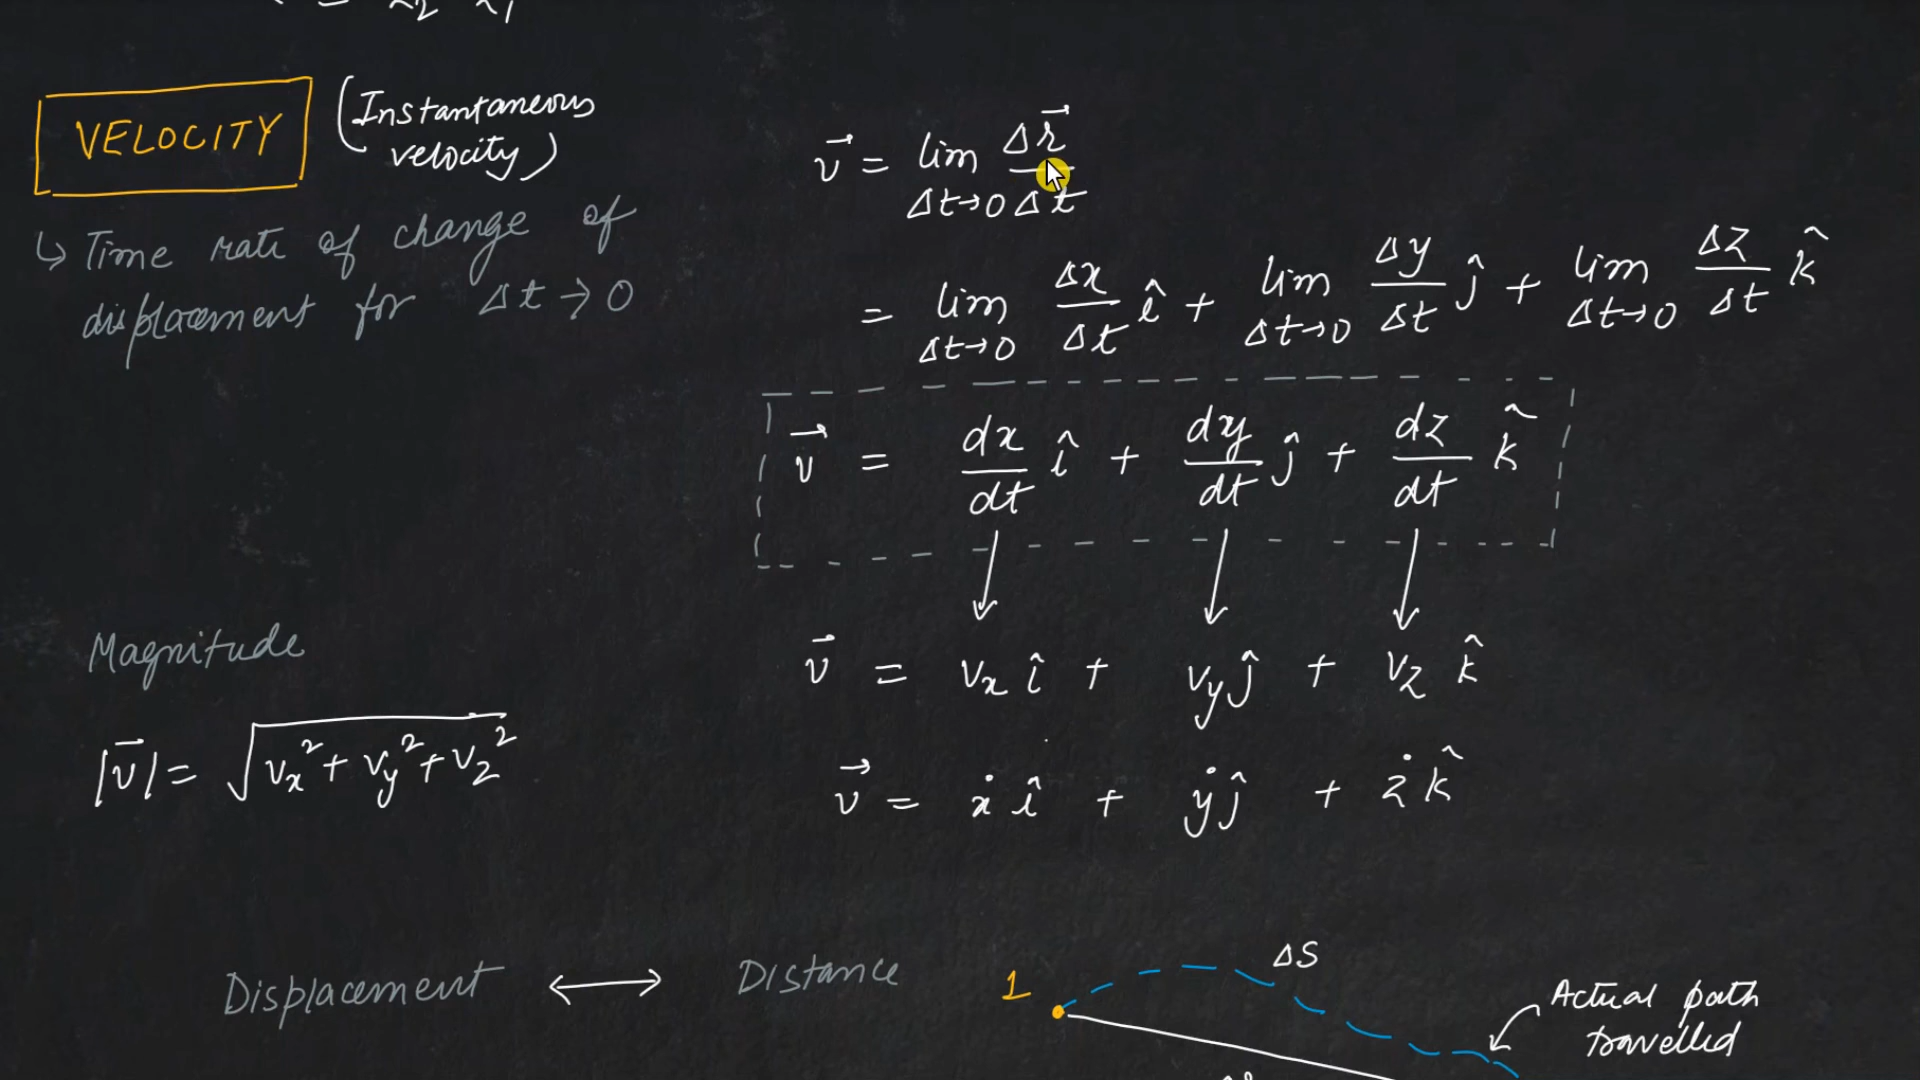 VELOCITY (Instantaneous velocity)
↳ Time rate of change of
displacement for Δt → 0
v⃗ = lim Δt→0 Δr⃗/Δt
= lim Δt→0 Δx/Δt î + lim Δt→0 Δy/Δt ĵ + lim Δt→0 Δz/Δt k̂
v⃗ = dx/dt î + dy/dt ĵ + dz/dt k̂
v⃗ = vx î + vy ĵ + vz k̂
v⃗ = ẋ î + ẏ ĵ + ż k̂
Magnitude
|v⃗| = √(vx² + vy² + vz²)
Displacement ↔ Distance
1
ΔS
Actual path
travelled